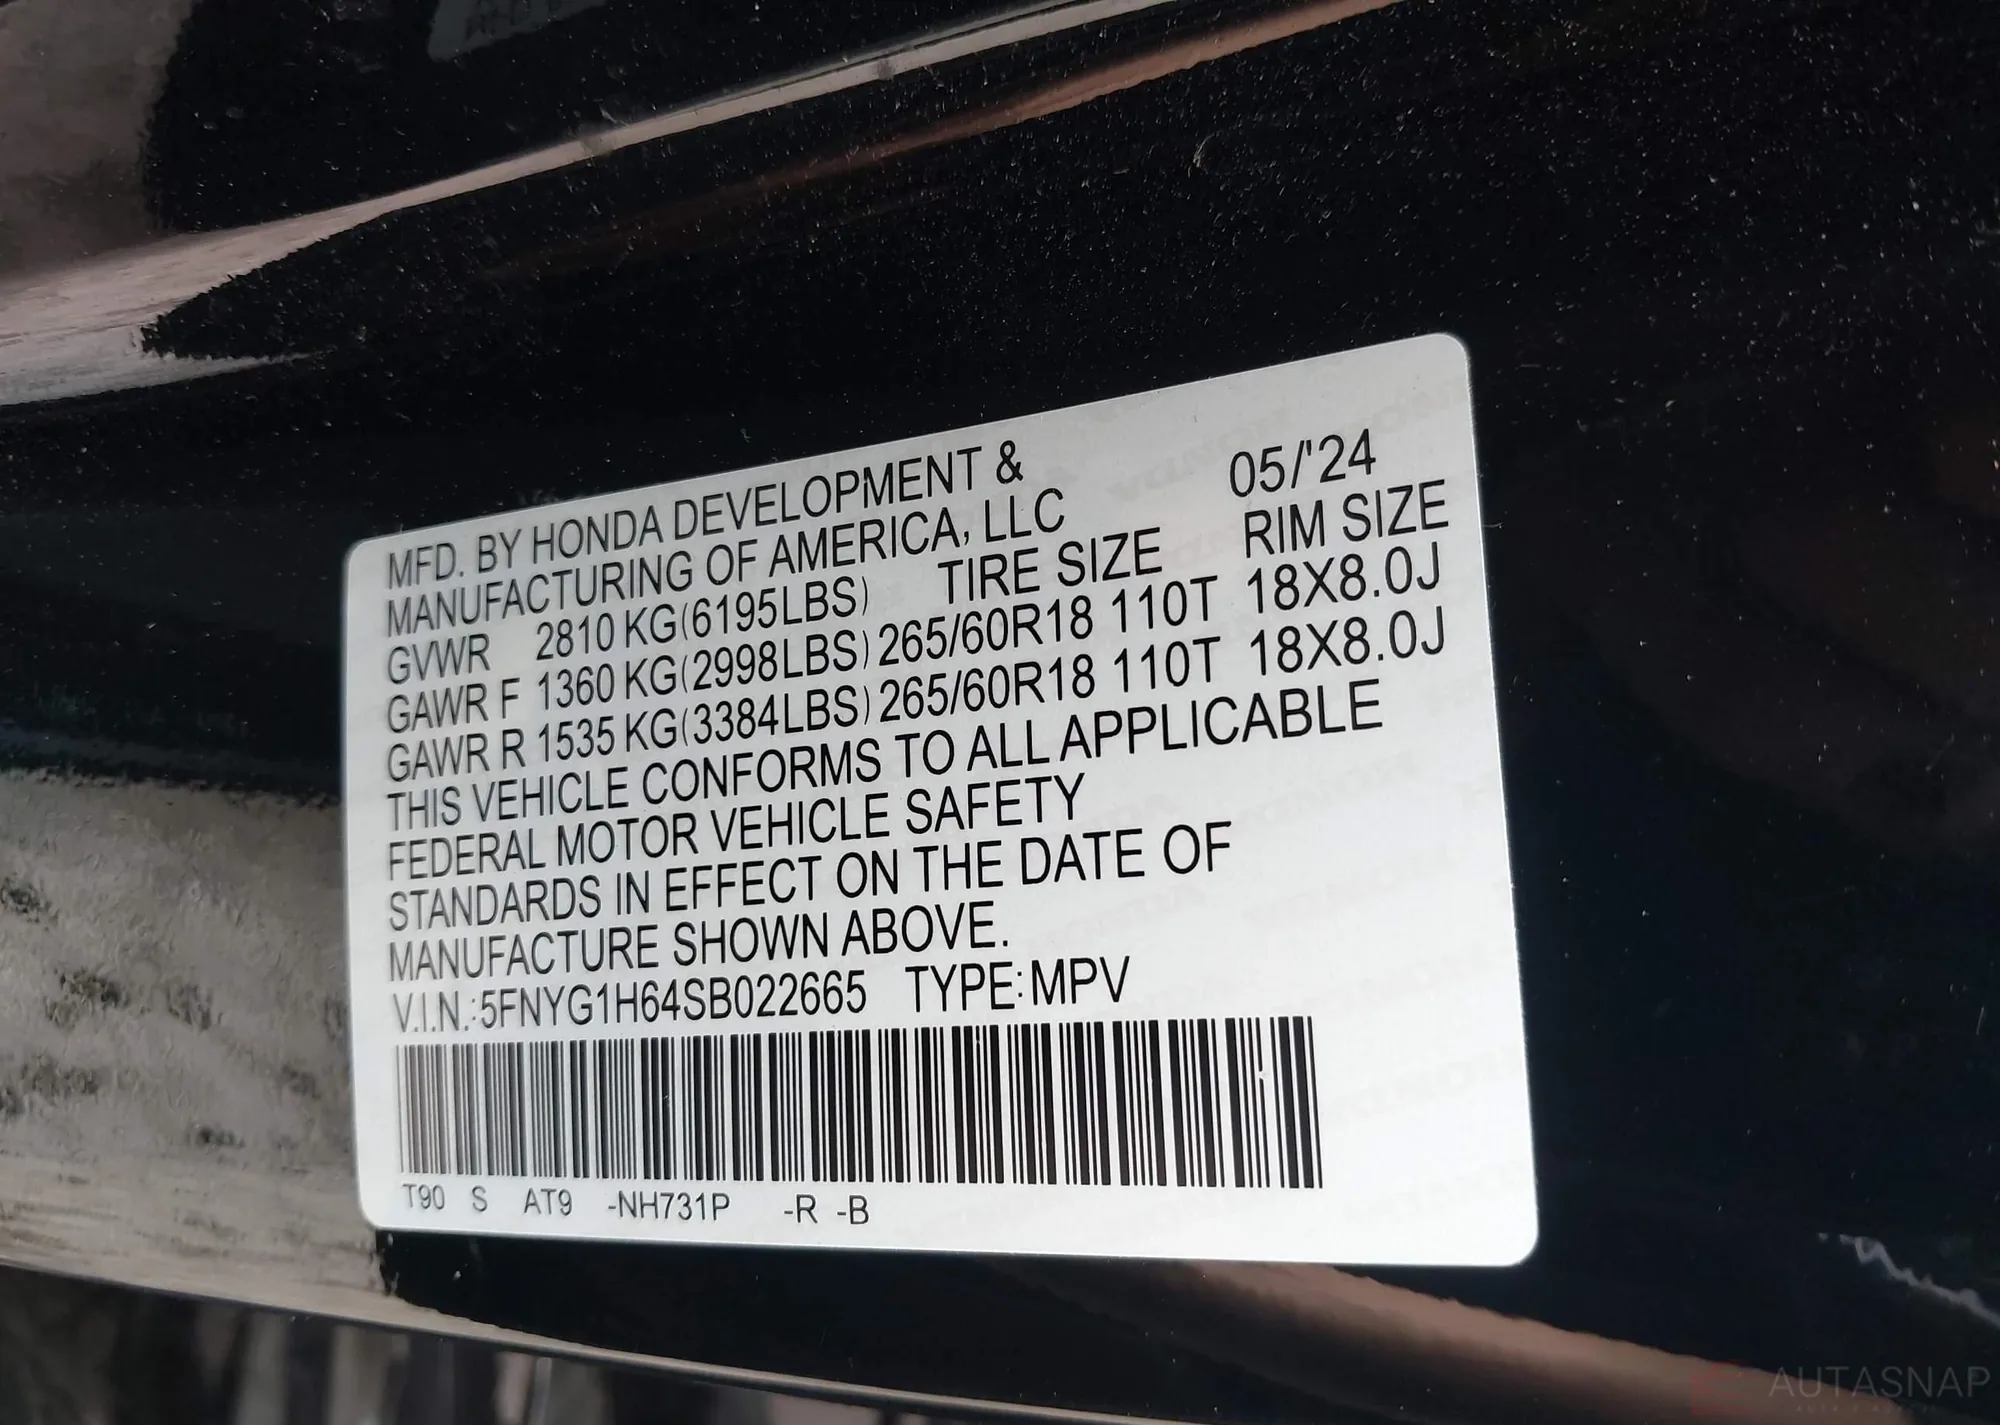 MFD. BY HONDA DEVELOPMENT &
MANUFACTURING OF AMERICA, LLC 05/'24
GVWR 2810 KG(6195LBS) TIRE SIZE RIM SIZE
GAWR F 1360 KG(2998LBS) 265/60R18 110T 18X8.0J
GAWR R 1535 KG(3384LBS) 265/60R18 110T 18X8.0J
THIS VEHICLE CONFORMS TO ALL APPLICABLE
FEDERAL MOTOR VEHICLE SAFETY
STANDARDS IN EFFECT ON THE DATE OF
MANUFACTURE SHOWN ABOVE.
V.I.N.:5FNYG1H64SB022665 TYPE:MPV
T90 S AT9 -NH731P -R -B
AUTASNAP